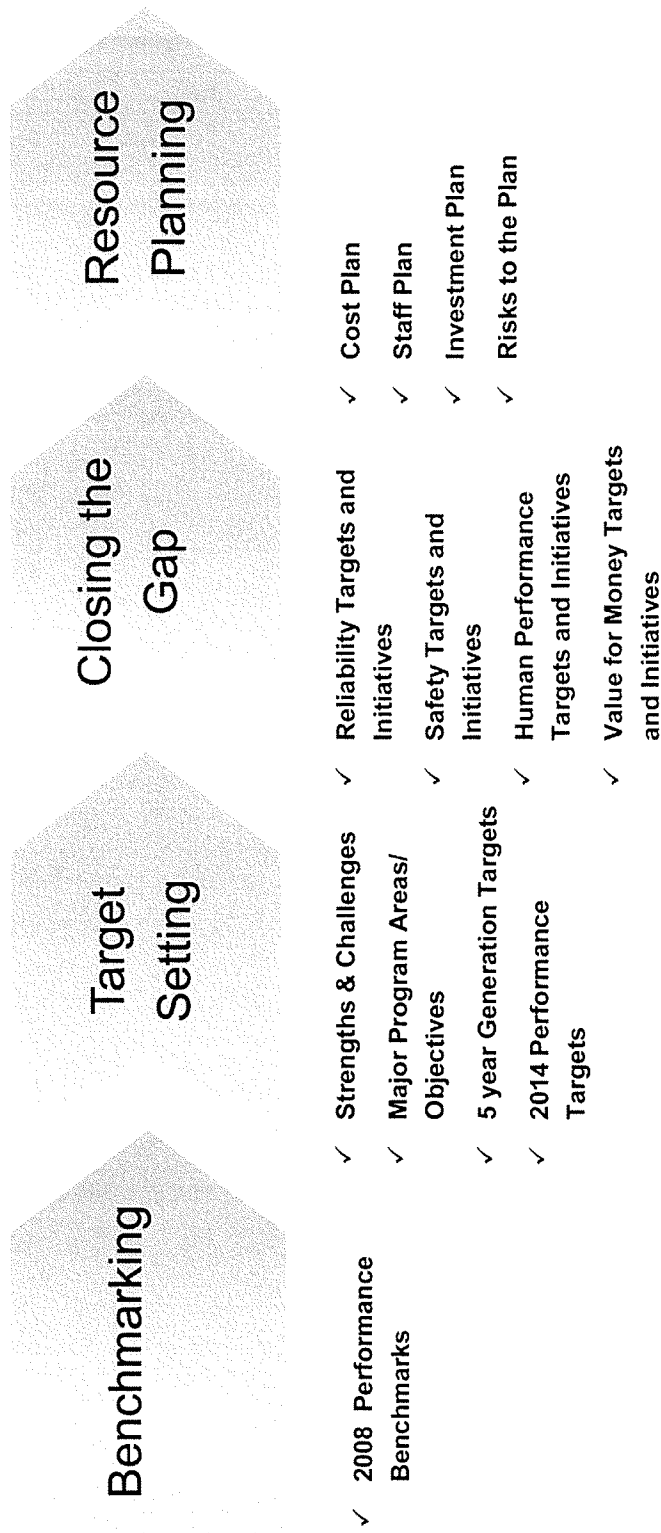 Benchmarking
✓ 2008 Performance
Benchmarks
Target
Setting
✓ Strengths & Challenges
✓ Major Program Areas/
Objectives
✓ 5 year Generation Targets
✓ 2014 Performance
Targets
Closing the
Gap
✓ Reliability Targets and
Initiatives
✓ Safety Targets and
Initiatives
✓ Human Performance
Targets and Initiatives
✓ Value for Money Targets
and Initiatives
Resource
Planning
✓ Cost Plan
✓ Staff Plan
✓ Investment Plan
✓ Risks to the Plan